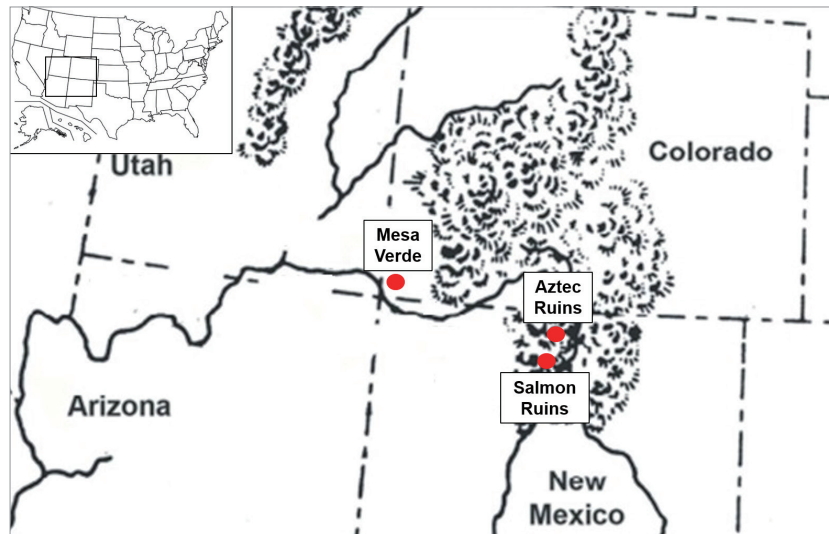 Utah
Colorado
Mesa
Verde
Aztec
Ruins
Salmon
Ruins
Arizona
New
Mexico